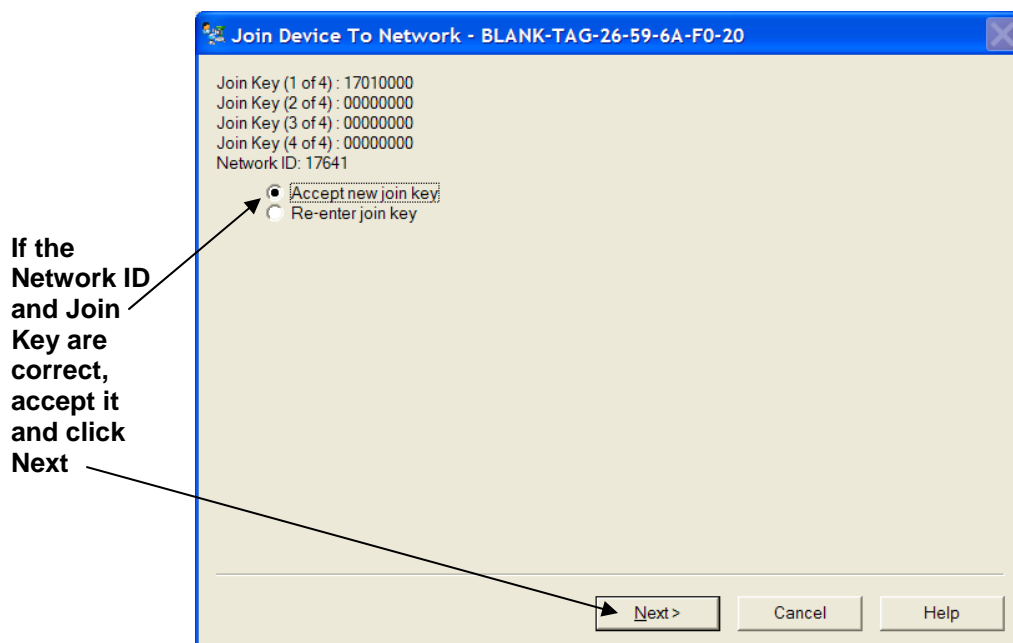 Join Device To Network - BLANK-TAG-26-59-6A-F0-20
Join Key (1 of 4) : 17010000
Join Key (2 of 4) : 00000000
Join Key (3 of 4) : 00000000
Join Key (4 of 4) : 00000000
Network ID: 17641
Accept new join key
Re-enter join key
If the
Network ID
and Join
Key are
correct,
accept it
and click
Next
Next >
Cancel
Help